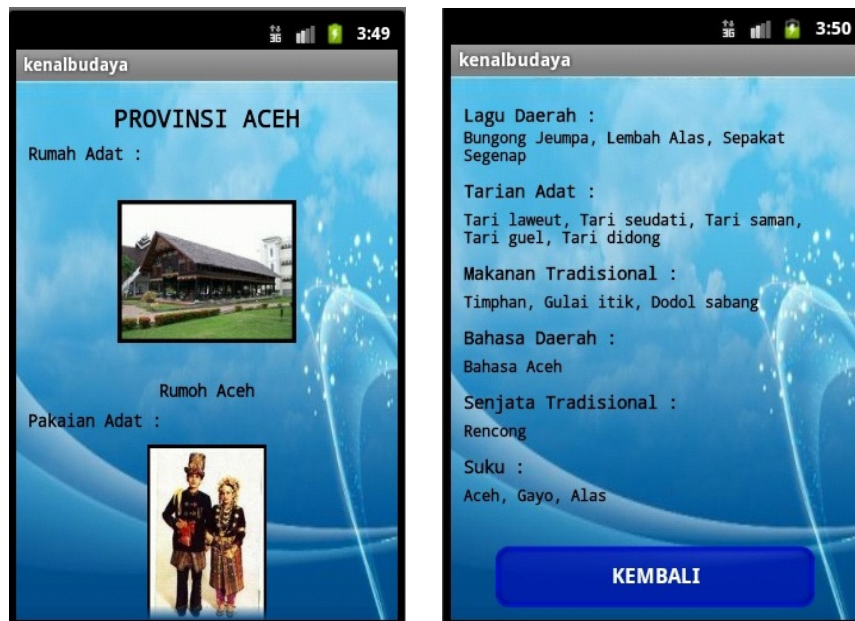 3G 3:49
kenalbudaya
PROVINSI ACEH
Rumah Adat :
Rumoh Aceh
Pakaian Adat :
3G 3:50
kenalbudaya
Lagu Daerah :
Bungong Jeumpa, Lembah Alas, Sepakat
Segenap
Tarian Adat :
Tari laweut, Tari seudati, Tari saman,
Tari guel, Tari didong
Makanan Tradisional :
Timphan, Gulai itik, Dodol sabang
Bahasa Daerah :
Bahasa Aceh
Senjata Tradisional :
Rencong
Suku :
Aceh, Gayo, Alas
KEMBALI